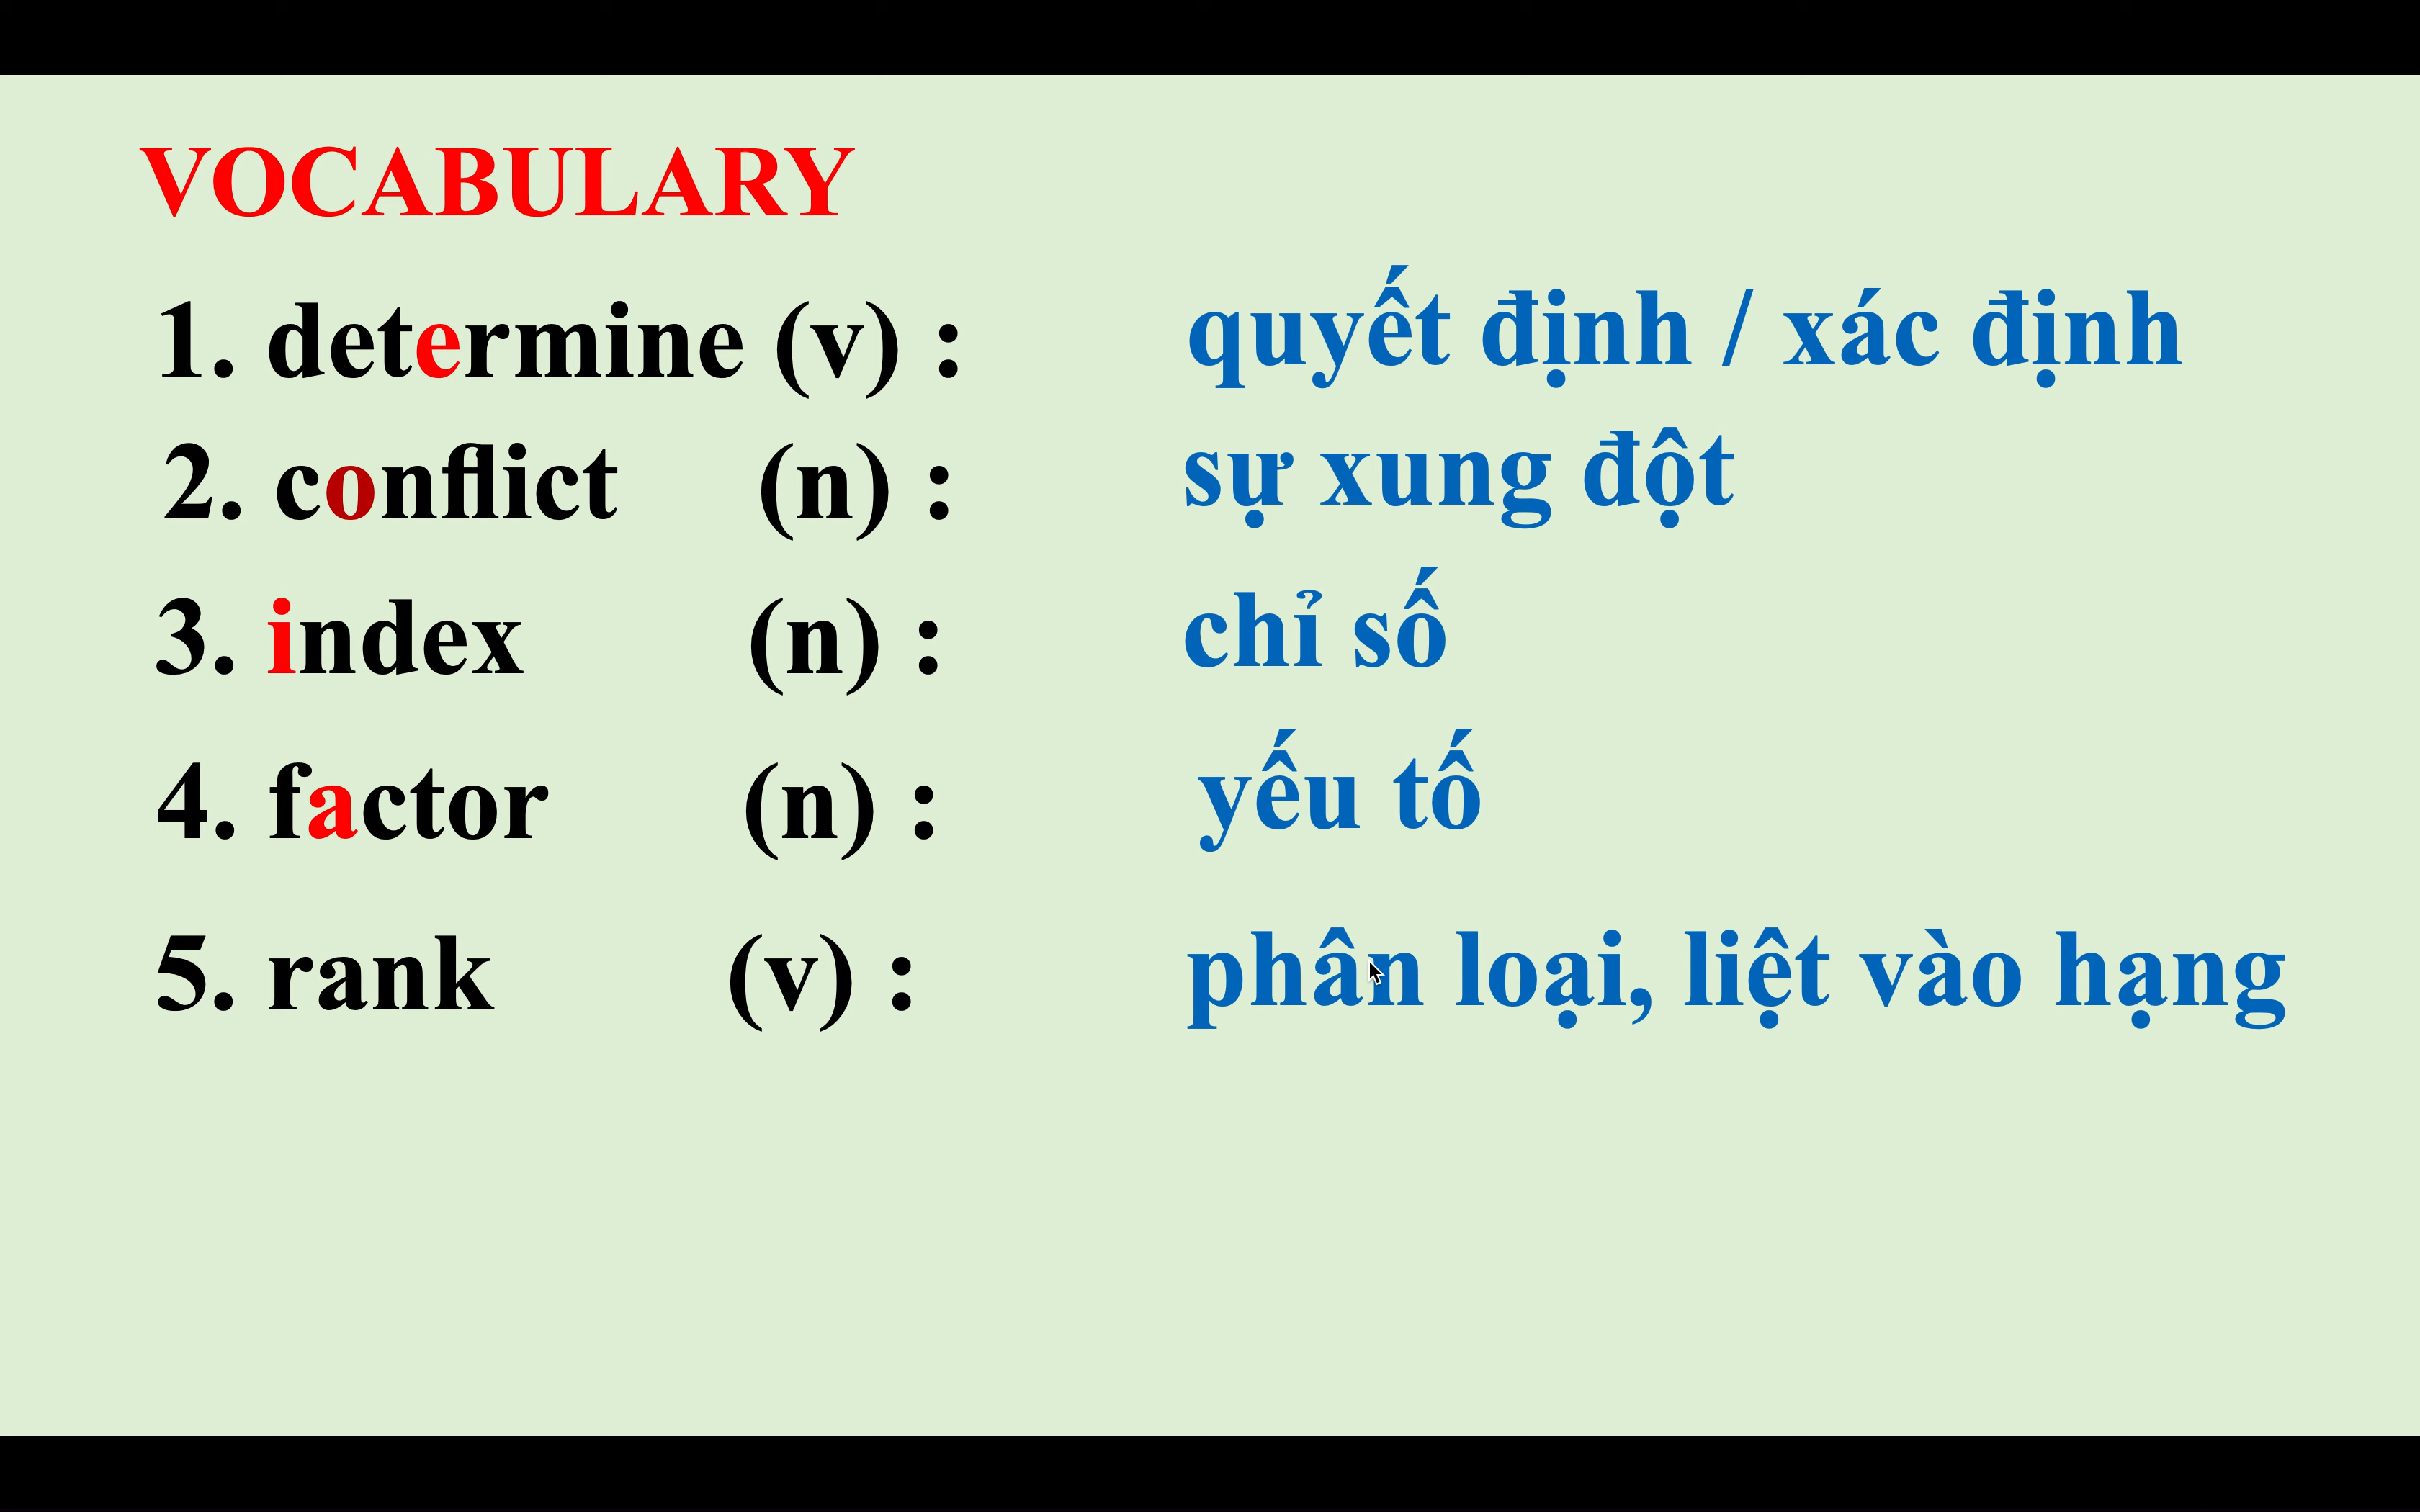 VOCABULARY
1. determine (v) : quyết định / xác định
2. conflict (n) : sự xung đột
3. index (n) : chỉ số
4. factor (n) : yếu tố
5. rank (v) : phân loại, liệt vào hạng